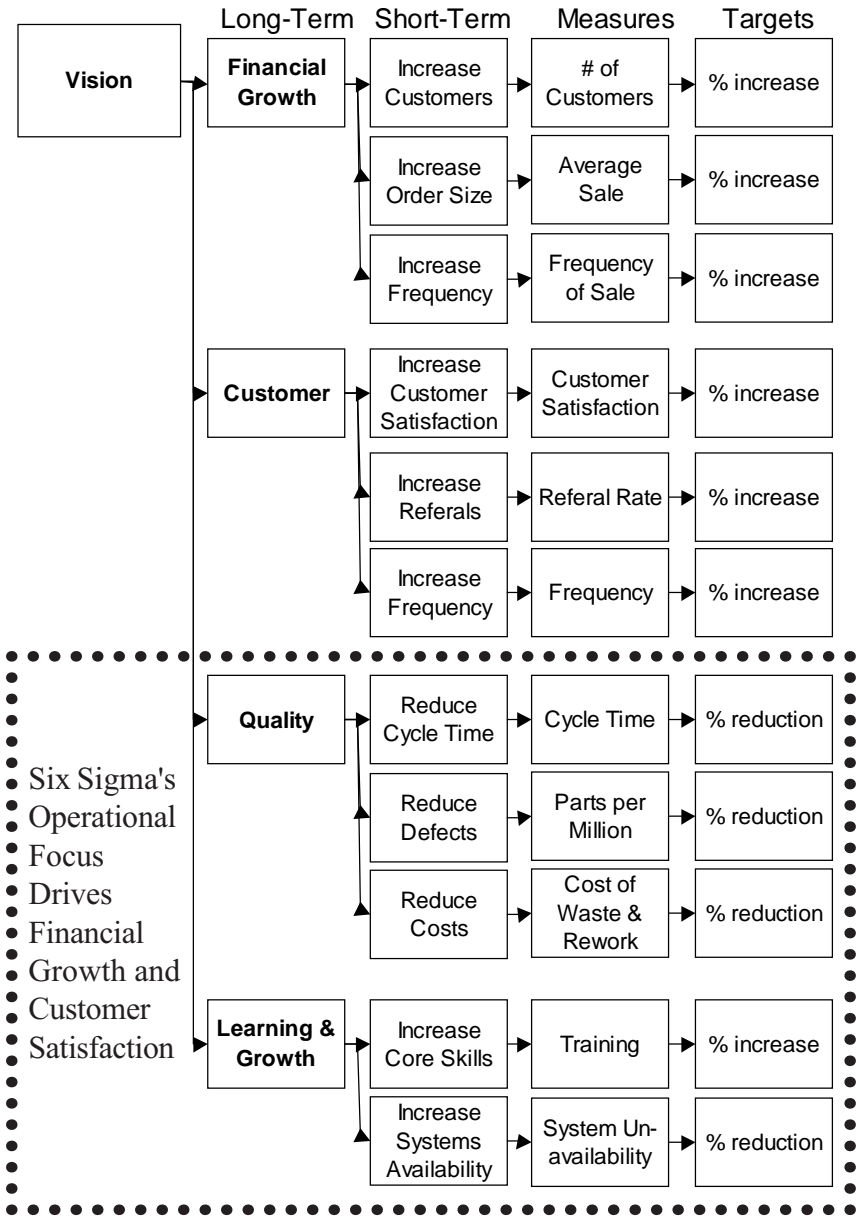 Long-Term Short-Term Measures Targets
Vision
Financial
Growth
Increase
Customers
# of
Customers
% increase
Increase
Order Size
Average
Sale
% increase
Increase
Frequency
Frequency
of Sale
% increase
Customer
Increase
Customer
Satisfaction
Customer
Satisfaction
% increase
Increase
Referals
Referal Rate
% increase
Increase
Frequency
Frequency
% increase
Six Sigma's
Operational
Focus
Drives
Financial
Growth and
Customer
Satisfaction
Quality
Reduce
Cycle Time
Cycle Time
% reduction
Reduce
Defects
Parts per
Million
% reduction
Reduce
Costs
Cost of
Waste &
Rework
% reduction
Learning &
Growth
Increase
Core Skills
Training
% increase
Increase
Systems
Availability
System Un-
availability
% reduction